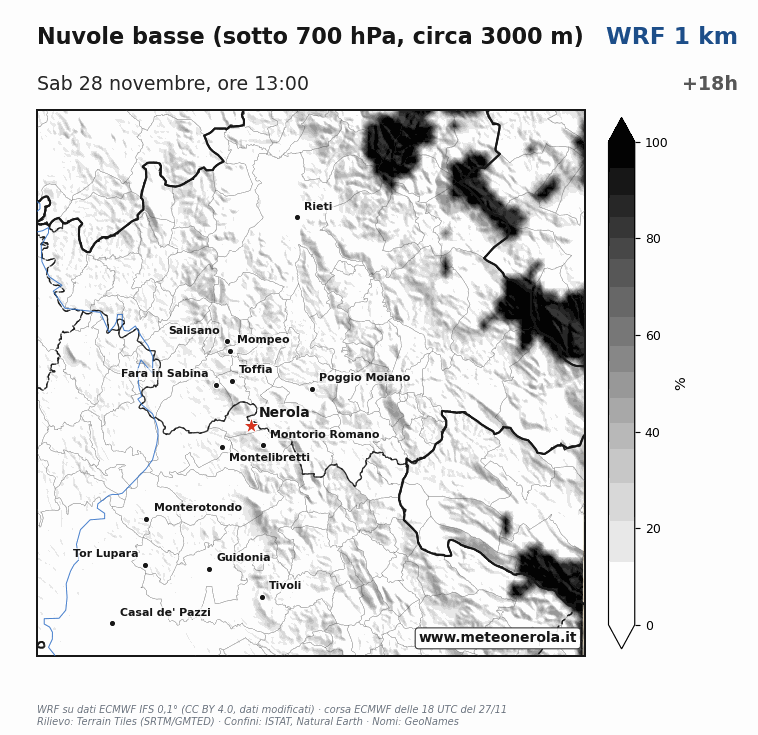 Nuvole basse (sotto 700 hPa, circa 3000 m) WRF 1 km
Sab 28 novembre, ore 13:00 +18h
100
80
60
40
20
0
%
Rieti
Salisano
Mompeo
Toffia
Fara in Sabina
Poggio Moiano
Nerola
Montorio Romano
Montelibretti
Monterotondo
Tor Lupara
Guidonia
Tivoli
Casal de' Pazzi
www.meteonerola.it
WRF su dati ECMWF IFS 0,1° (CC BY 4.0, dati modificati) · corsa ECMWF delle 18 UTC del 27/11
Rilievo: Terrain Tiles (SRTM/GMTED) · Confini: ISTAT, Natural Earth · Nomi: GeoNames